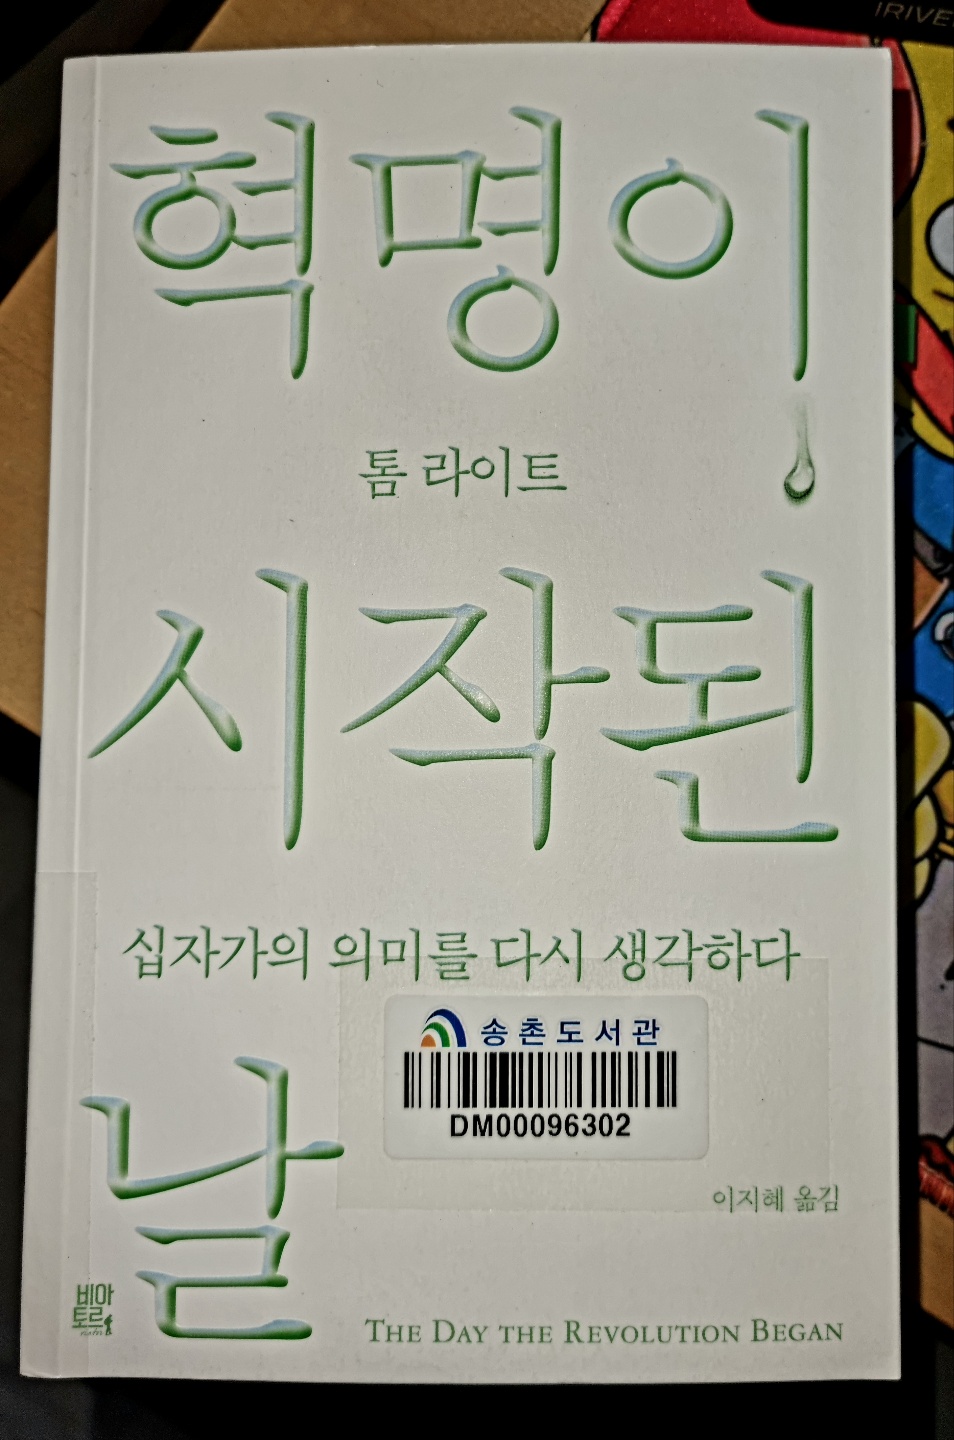 IRIVE
혁명이
톰 라이트
시작된
십자가의 의미를 다시 생각하다
송촌도서관
DM00096302
날
이지혜 옮김
비아
토르
THE DAY THE REVOLUTION BEGAN